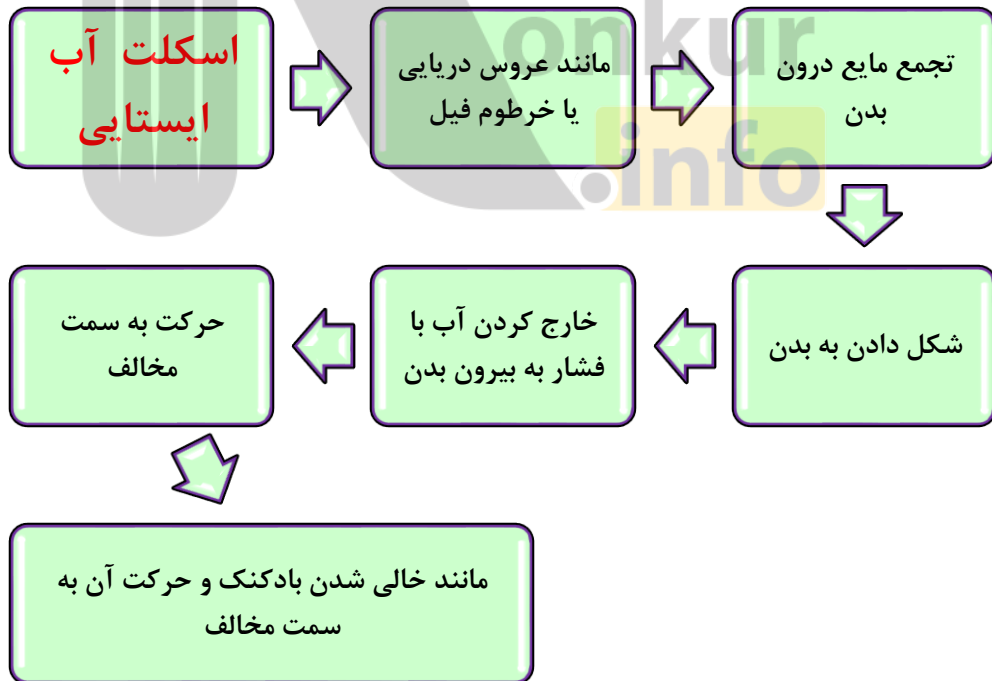 اسکلت آب
ایستایی
مانند عروس دریایی
یا خرطوم فیل
تجمع مایع درون
بدن
شکل دادن به بدن
خارج کردن آب با
فشار به بیرون بدن
حرکت به سمت
مخالف
مانند خالی شدن بادکنک و حرکت آن به
سمت مخالف
onkur
.info